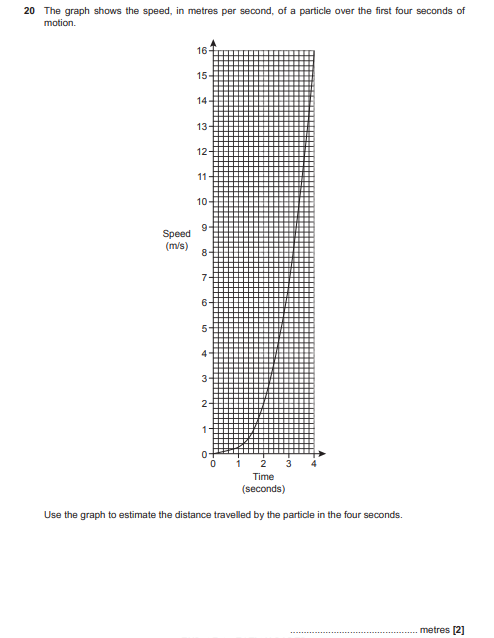 20 The graph shows the speed, in metres per second, of a particle over the first four seconds of
motion.
16
15
14
13
12
11
10
9
Speed
(m/s)
8
7
6
5
4
3
2
1
0
0 1 2 3 4
Time
(seconds)
Use the graph to estimate the distance travelled by the particle in the four seconds.
................................................ metres [2]